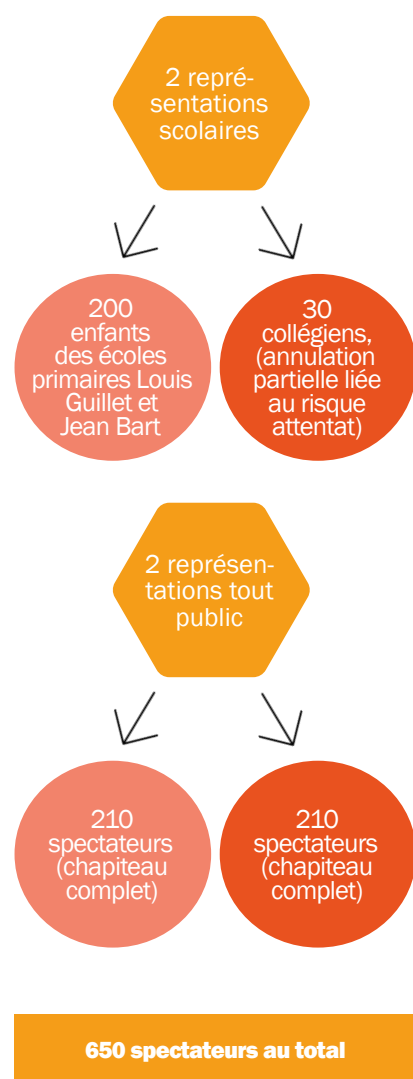 2 repré-
sentations
scolaires
200
enfants
des écoles
primaires Louis
Guillet et
Jean Bart
30
collégiens,
(annulation
partielle liée
au risque
attentat)
2 représen-
tations tout
public
210
spectateurs
(chapiteau
complet)
210
spectateurs
(chapiteau
complet)
650 spectateurs au total